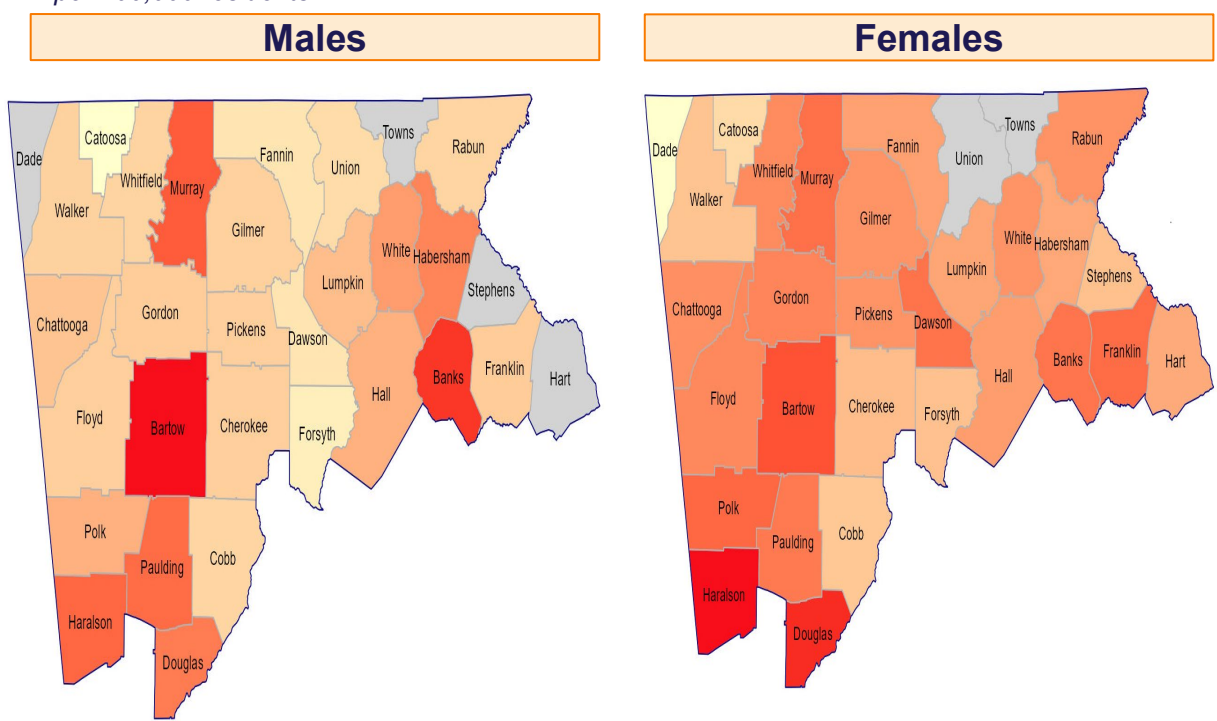 Males
Females
Dade
Catoosa
Whitfield
Murray
Fannin
Union
Towns
Rabun
Walker
Gilmer
White
Habersham
Lumpkin
Stephens
Chattooga
Gordon
Pickens
Dawson
Banks
Franklin
Hart
Hall
Floyd
Bartow
Cherokee
Forsyth
Polk
Paulding
Cobb
Haralson
Douglas
Dade
Catoosa
Whitfield
Murray
Fannin
Union
Towns
Rabun
Walker
Gilmer
White
Habersham
Lumpkin
Stephens
Chattooga
Gordon
Pickens
Dawson
Banks
Franklin
Hart
Hall
Floyd
Bartow
Cherokee
Forsyth
Polk
Paulding
Cobb
Haralson
Douglas